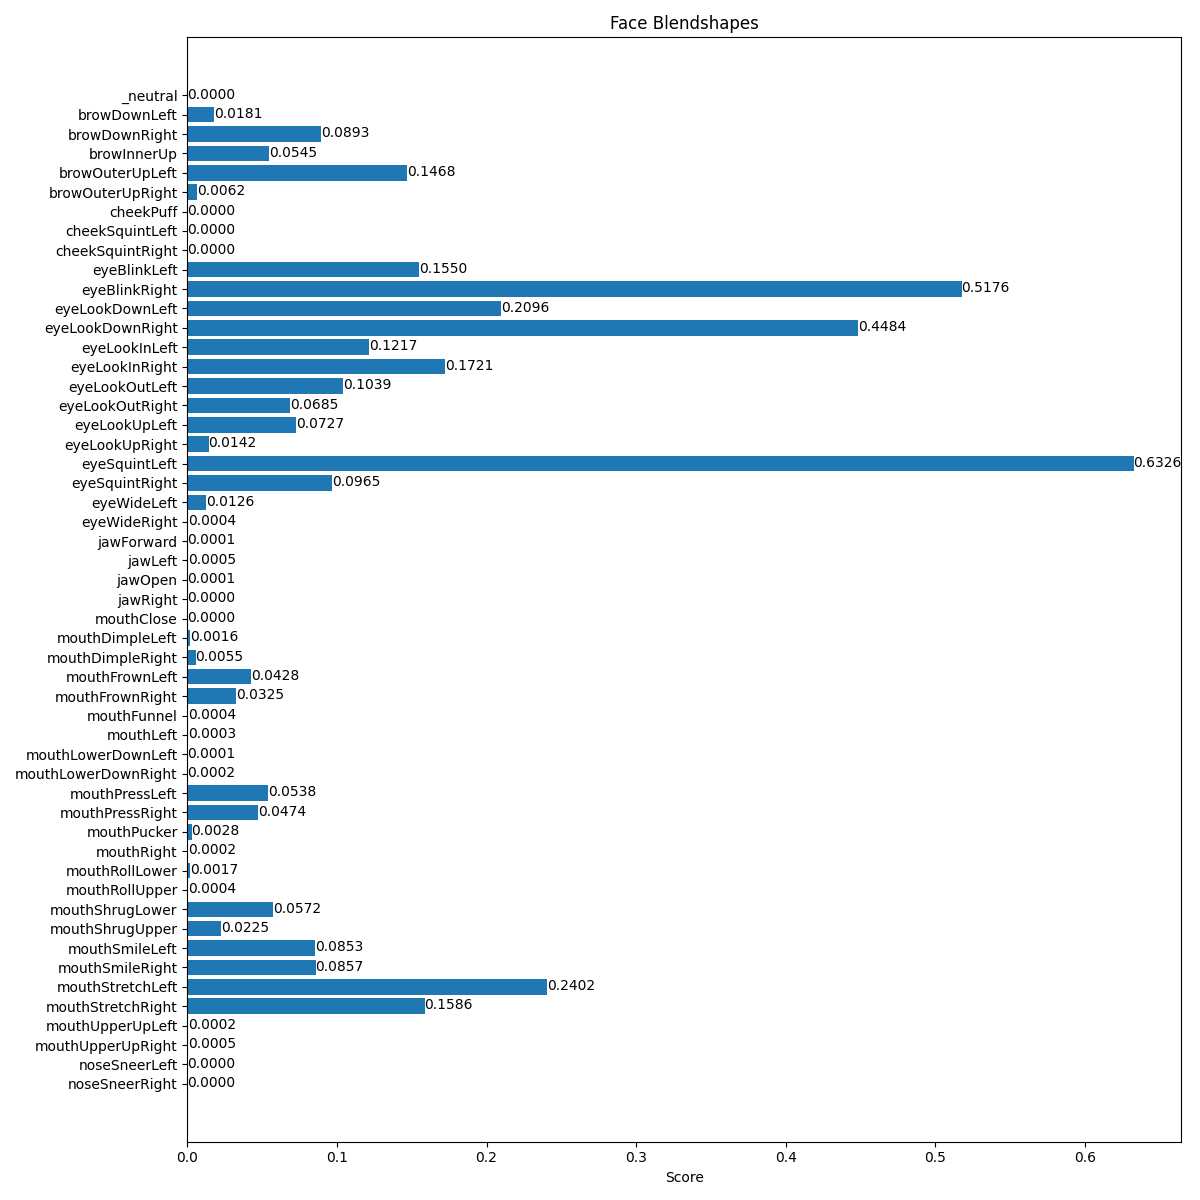 Face Blendshapes
_neutral 0.0000
browDownLeft 0.0181
browDownRight 0.0893
browInnerUp 0.0545
browOuterUpLeft 0.1468
browOuterUpRight 0.0062
cheekPuff 0.0000
cheekSquintLeft 0.0000
cheekSquintRight 0.0000
eyeBlinkLeft 0.1550
eyeBlinkRight 0.5176
eyeLookDownLeft 0.2096
eyeLookDownRight 0.4484
eyeLookInLeft 0.1217
eyeLookInRight 0.1721
eyeLookOutLeft 0.1039
eyeLookOutRight 0.0685
eyeLookUpLeft 0.0727
eyeLookUpRight 0.0142
eyeSquintLeft 0.6326
eyeSquintRight 0.0965
eyeWideLeft 0.0126
eyeWideRight 0.0004
jawForward 0.0001
jawLeft 0.0005
jawOpen 0.0001
jawRight 0.0000
mouthClose 0.0000
mouthDimpleLeft 0.0016
mouthDimpleRight 0.0055
mouthFrownLeft 0.0428
mouthFrownRight 0.0325
mouthFunnel 0.0004
mouthLeft 0.0003
mouthLowerDownLeft 0.0001
mouthLowerDownRight 0.0002
mouthPressLeft 0.0538
mouthPressRight 0.0474
mouthPucker 0.0028
mouthRight 0.0002
mouthRollLower 0.0017
mouthRollUpper 0.0004
mouthShrugLower 0.0572
mouthShrugUpper 0.0225
mouthSmileLeft 0.0853
mouthSmileRight 0.0857
mouthStretchLeft 0.2402
mouthStretchRight 0.1586
mouthUpperUpLeft 0.0002
mouthUpperUpRight 0.0005
noseSneerLeft 0.0000
noseSneerRight 0.0000
0.0 0.1 0.2 0.3 0.4 0.5 0.6
Score